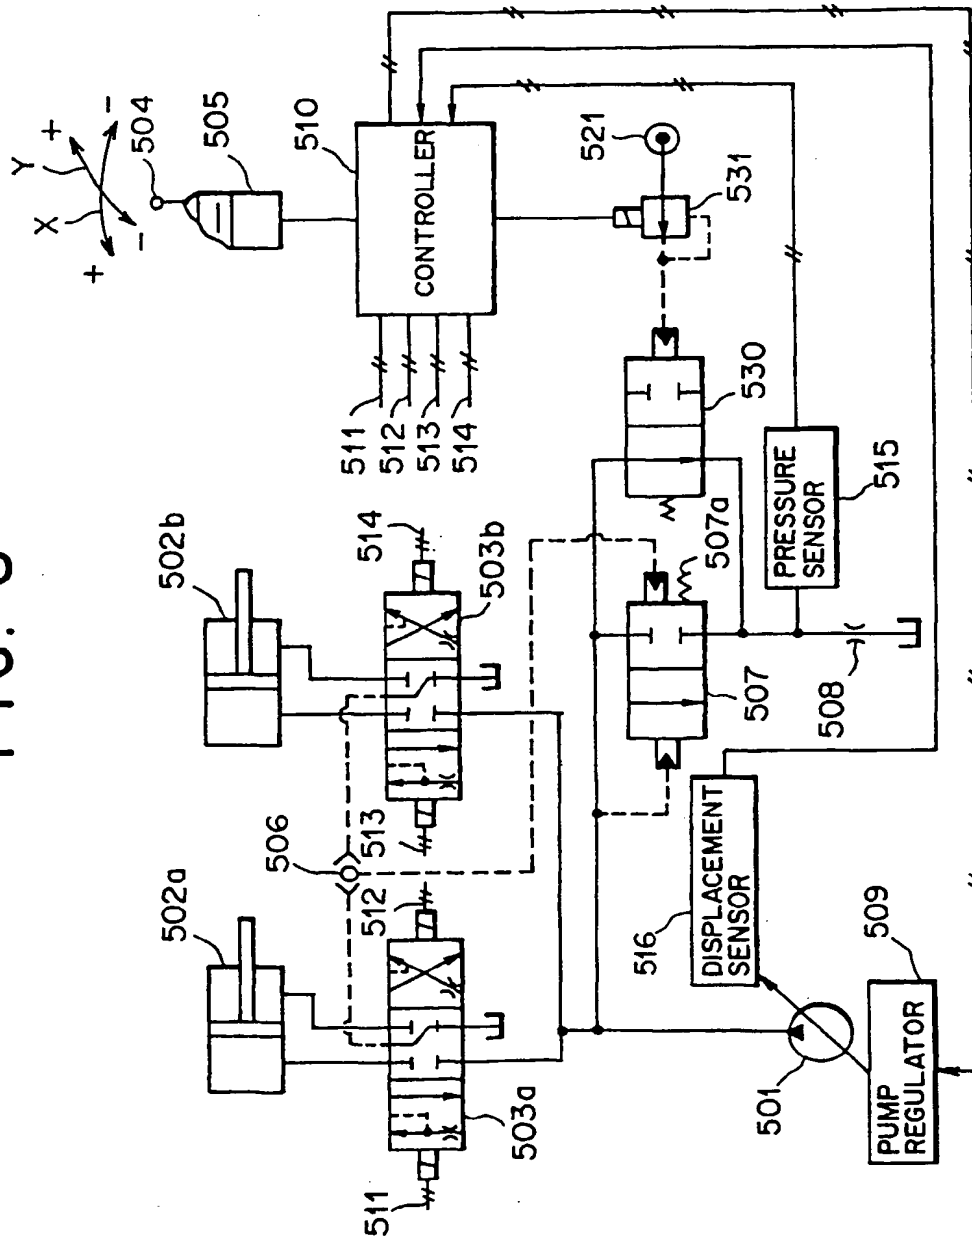 X
Y
+
-
+
-
504
505
510
CONTROLLER
511
512
513
514
521
531
530
502b
514
503b
513
506
502a
512
503a
511
507a
507
PRESSURE
SENSOR
515
508
DISPLACEMENT
SENSOR
516
501
509
PUMP
REGULATOR